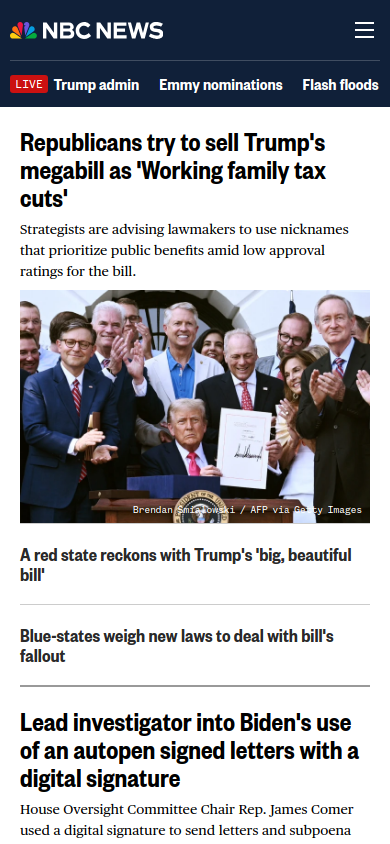 NBC NEWS
LIVE Trump admin Emmy nominations Flash floods
Republicans try to sell Trump's
megabill as 'Working family tax
cuts'
Strategists are advising lawmakers to use nicknames
that prioritize public benefits amid low approval
ratings for the bill.
Brendan Smialowski / AFP via Getty Images
A red state reckons with Trump's 'big, beautiful
bill'
Blue-states weigh new laws to deal with bill's
fallout
Lead investigator into Biden's use
of an autopen signed letters with a
digital signature
House Oversight Committee Chair Rep. James Comer
used a digital signature to send letters and subpoena